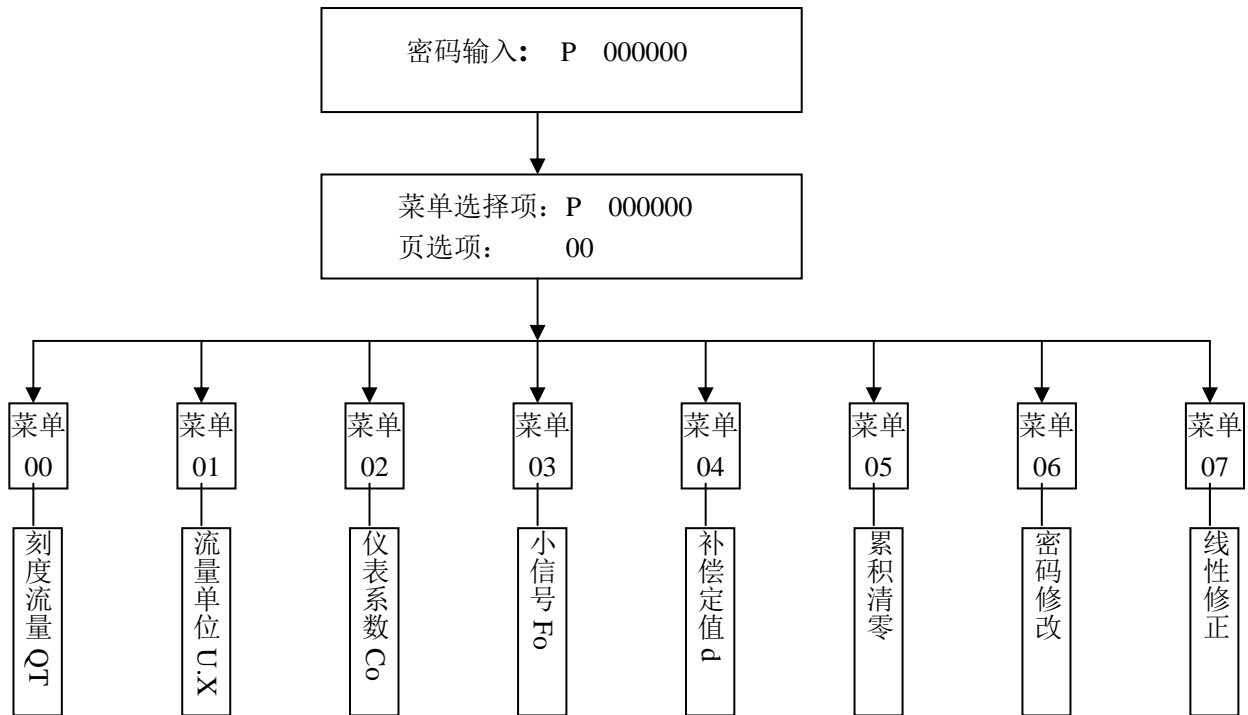 密码输入： P 000000
菜单选择项：P 000000
页选项： 00
菜单
00
菜单
01
菜单
02
菜单
03
菜单
04
菜单
05
菜单
06
菜单
07
刻度流量 QT
流量单位 U.X
仪表系数 Co
小信号 Fo
补偿定值 d
累积清零
密码修改
线性修正